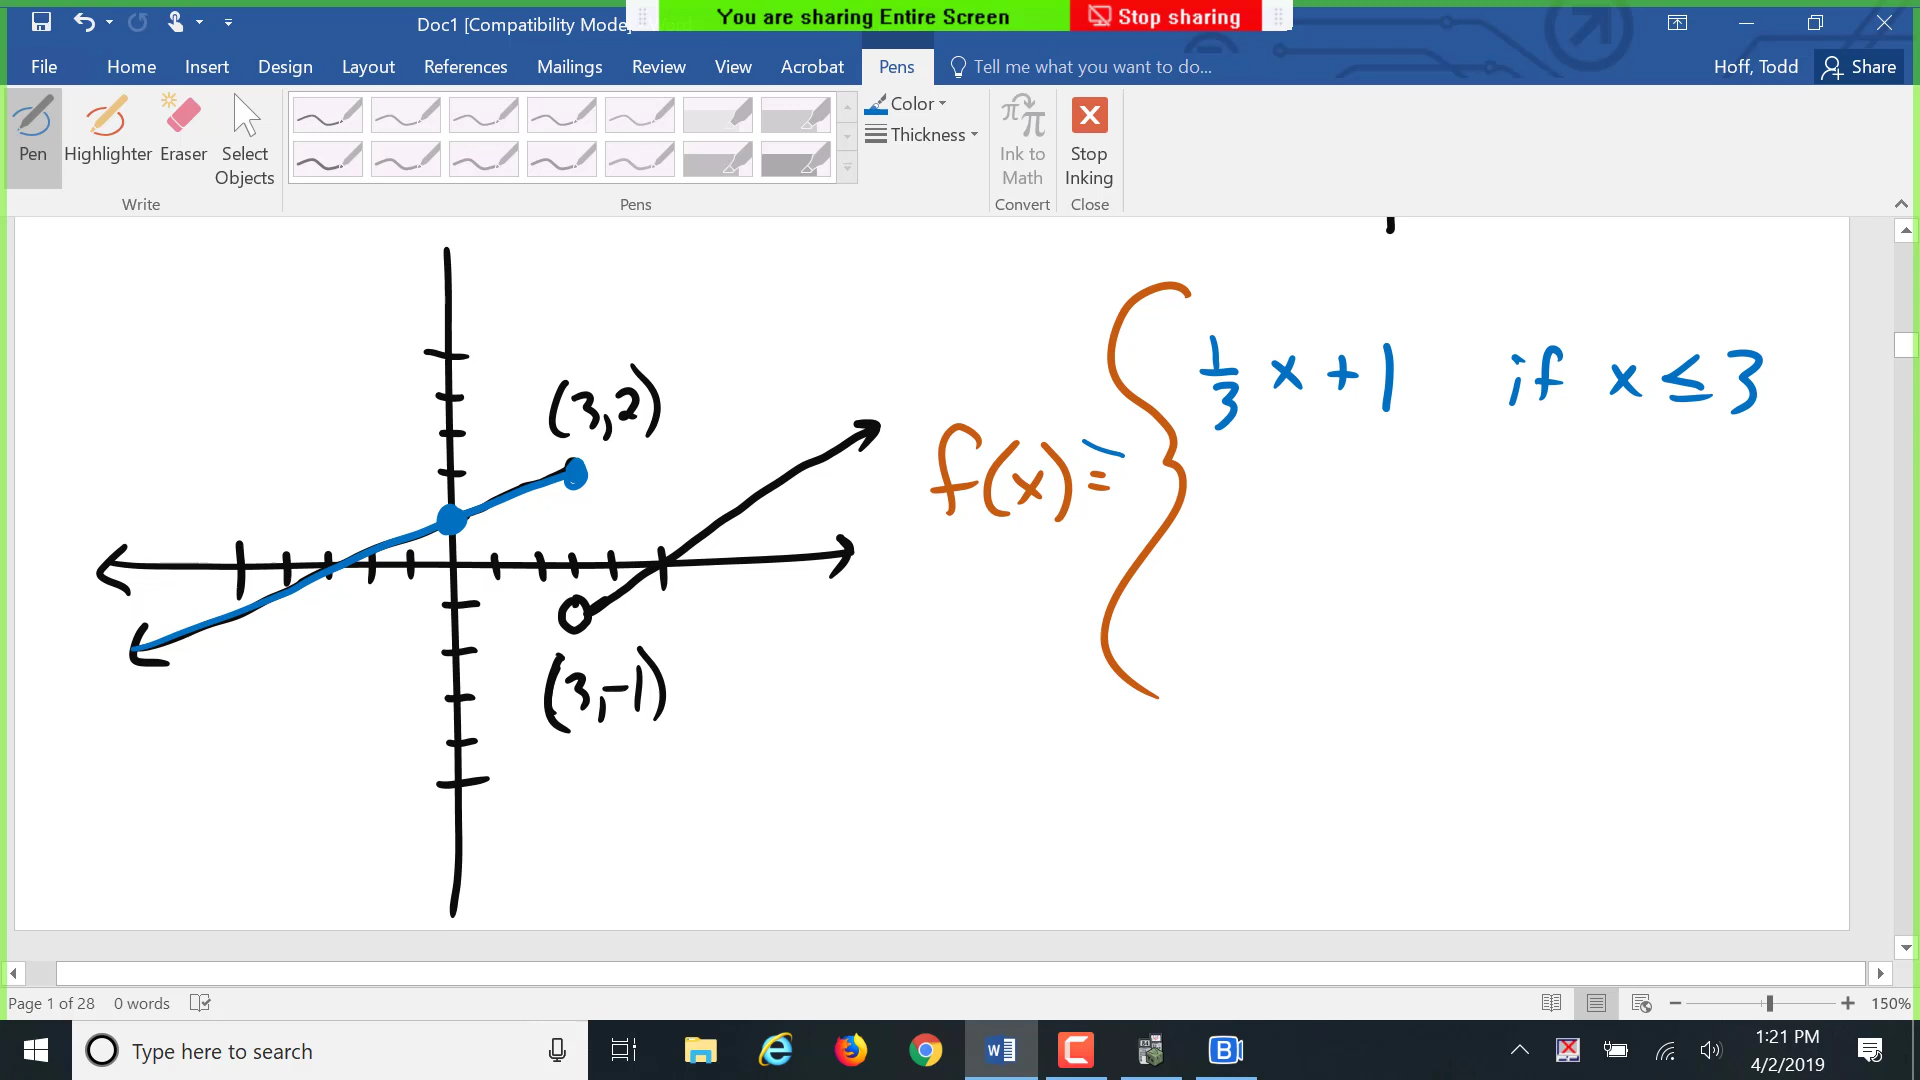 Doc1 [Compatibility Mode]
You are sharing Entire Screen
Stop sharing
File Home Insert Design Layout References Mailings Review View Acrobat Pens Tell me what you want to do... Hoff, Todd Share
Pen Highlighter Eraser Select Objects
Color
Thickness
Ink to Math
Stop Inking
Write Pens Convert Close
(3,2)
(3,-1)
f(x)=
1/3 x + 1 if x ≤ 3
Page 1 of 28 0 words 150%
Type here to search
1:21 PM
4/2/2019